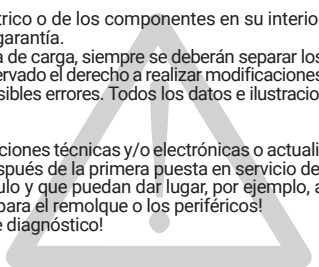 trico o de los componentes en su interio
garantía.
a de carga, siempre se deberán separar los
ervado el derecho a realizar modificaciones
sibles errores. Todos los datos e ilustracio
ciones técnicas y/o electrónicas o actuali
spués de la primera puesta en servicio de
ulo y que puedan dar lugar, por ejemplo, a
para el remolque o los periféricos!
e diagnóstico!